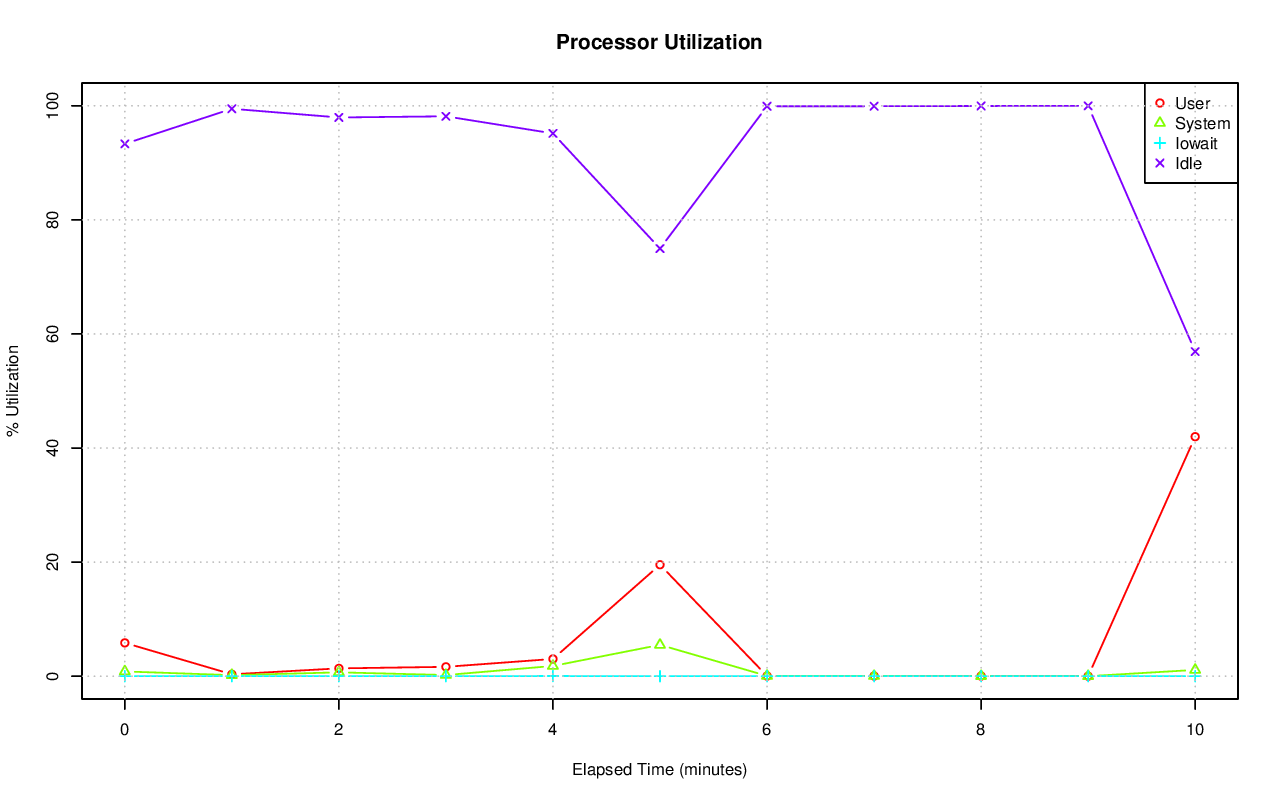 Processor Utilization
User
System
Iowait
Idle
100
80
60
40
20
0
% Utilization
0 2 4 6 8 10
Elapsed Time (minutes)